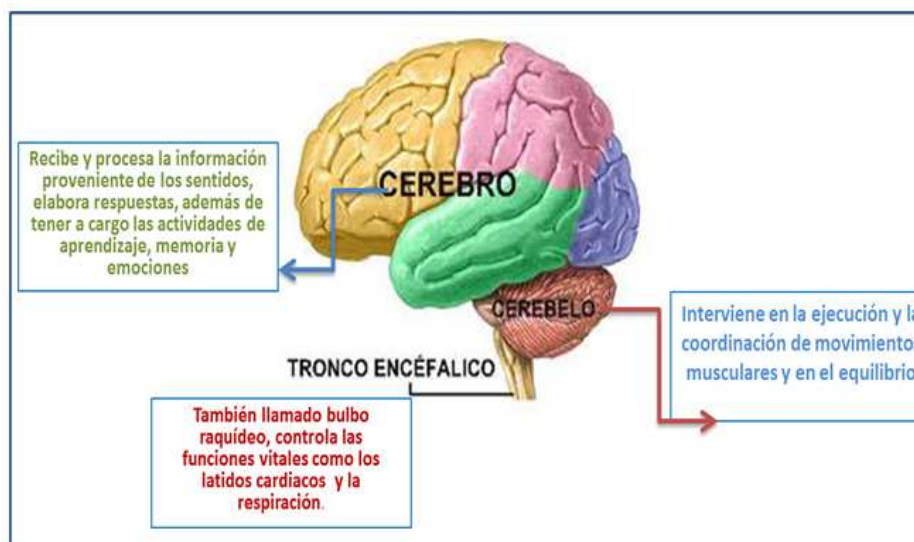 Recibe y procesa la información
proveniente de los sentidos,
elabora respuestas, además de
tener a cargo las actividades de
aprendizaje, memoria y
emociones
CEREBRO
CEREBELO
Interviene en la ejecución y la
coordinación de movimiento
musculares y en el equilibrio
TRONCO ENCÉFALICO
También llamado bulbo
raquídeo, controla las
funciones vitales como los
latidos cardiacos y la
respiración.